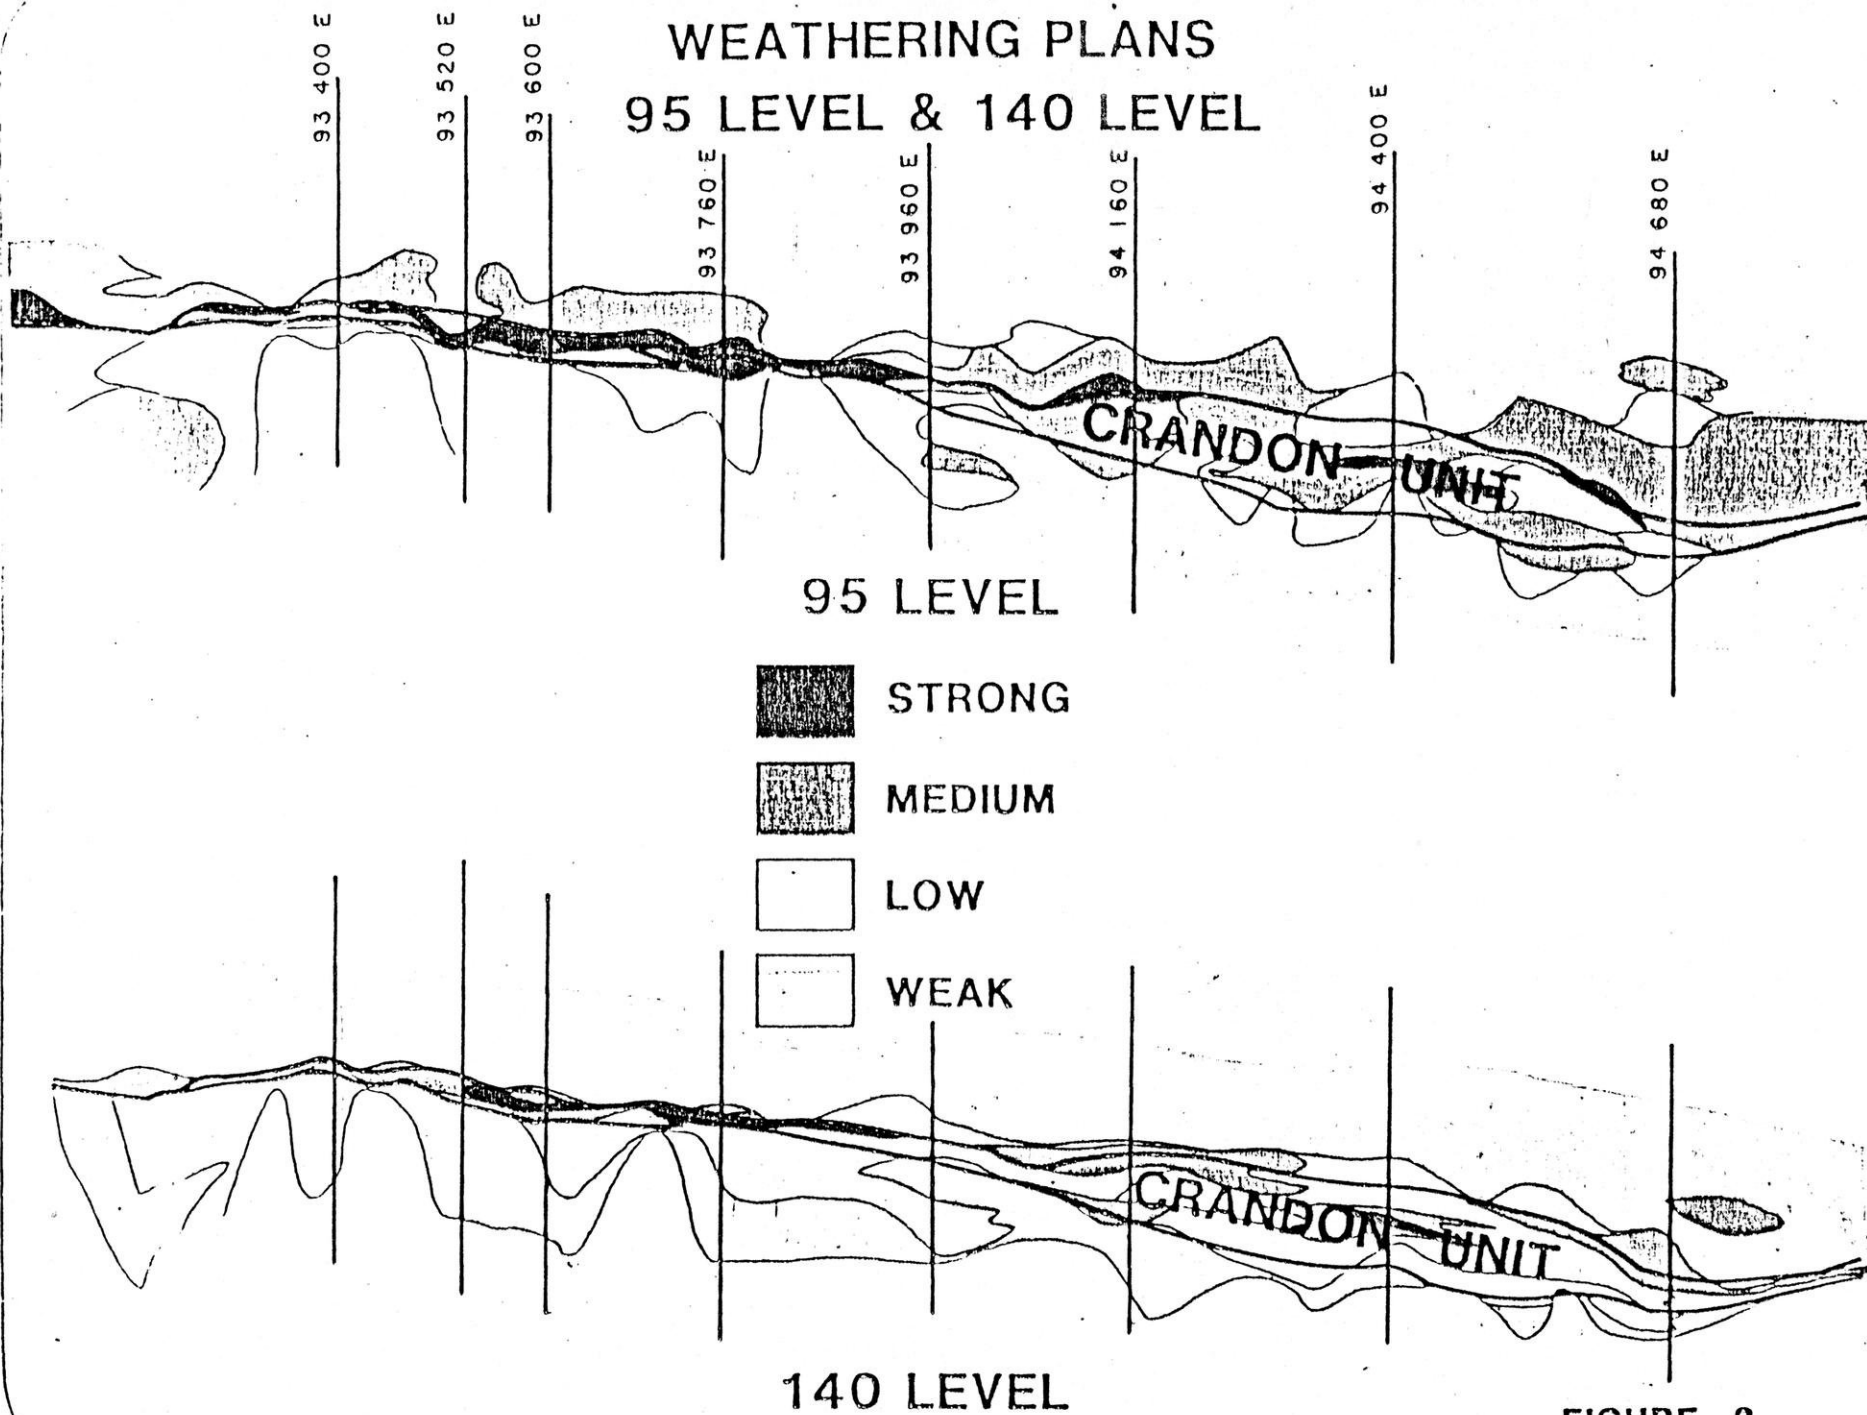 WEATHERING PLANS
95 LEVEL & 140 LEVEL
93 400 E
93 520 E
93 600 E
93 760 E
93 960 E
94 160 E
94 400 E
94 680 E
CRANDON UNIT
95 LEVEL
STRONG
MEDIUM
LOW
WEAK
CRANDON UNIT
140 LEVEL